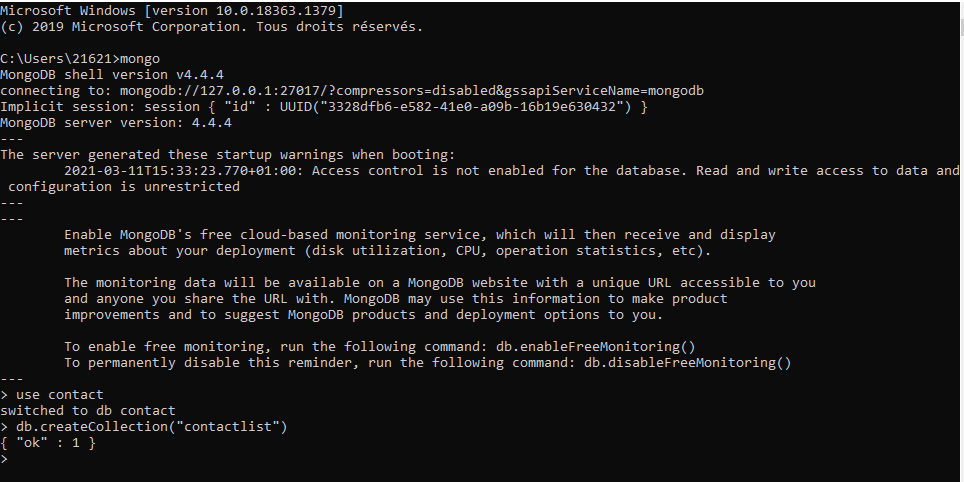 Microsoft Windows [version 10.0.18363.1379]
(c) 2019 Microsoft Corporation. Tous droits réservés.
C:\Users\21621>mongo
MongoDB shell version v4.4.4
connecting to: mongodb://127.0.0.1:27017/?compressors=disabled&gssapiServiceName=mongodb
Implicit session: session { "id" : UUID("3328dfb6-e582-41e0-a09b-16b19e630432") }
MongoDB server version: 4.4.4
---
The server generated these startup warnings when booting:
        2021-03-11T15:33:23.770+01:00: Access control is not enabled for the database. Read and write access to data and
 configuration is unrestricted
---
---
        Enable MongoDB's free cloud-based monitoring service, which will then receive and display
        metrics about your deployment (disk utilization, CPU, operation statistics, etc).
        The monitoring data will be available on a MongoDB website with a unique URL accessible to you
        and anyone you share the URL with. MongoDB may use this information to make product
        improvements and to suggest MongoDB products and deployment options to you.
        To enable free monitoring, run the following command: db.enableFreeMonitoring()
        To permanently disable this reminder, run the following command: db.disableFreeMonitoring()
---
> use contact
switched to db contact
> db.createCollection("contactlist")
{ "ok" : 1 }
>